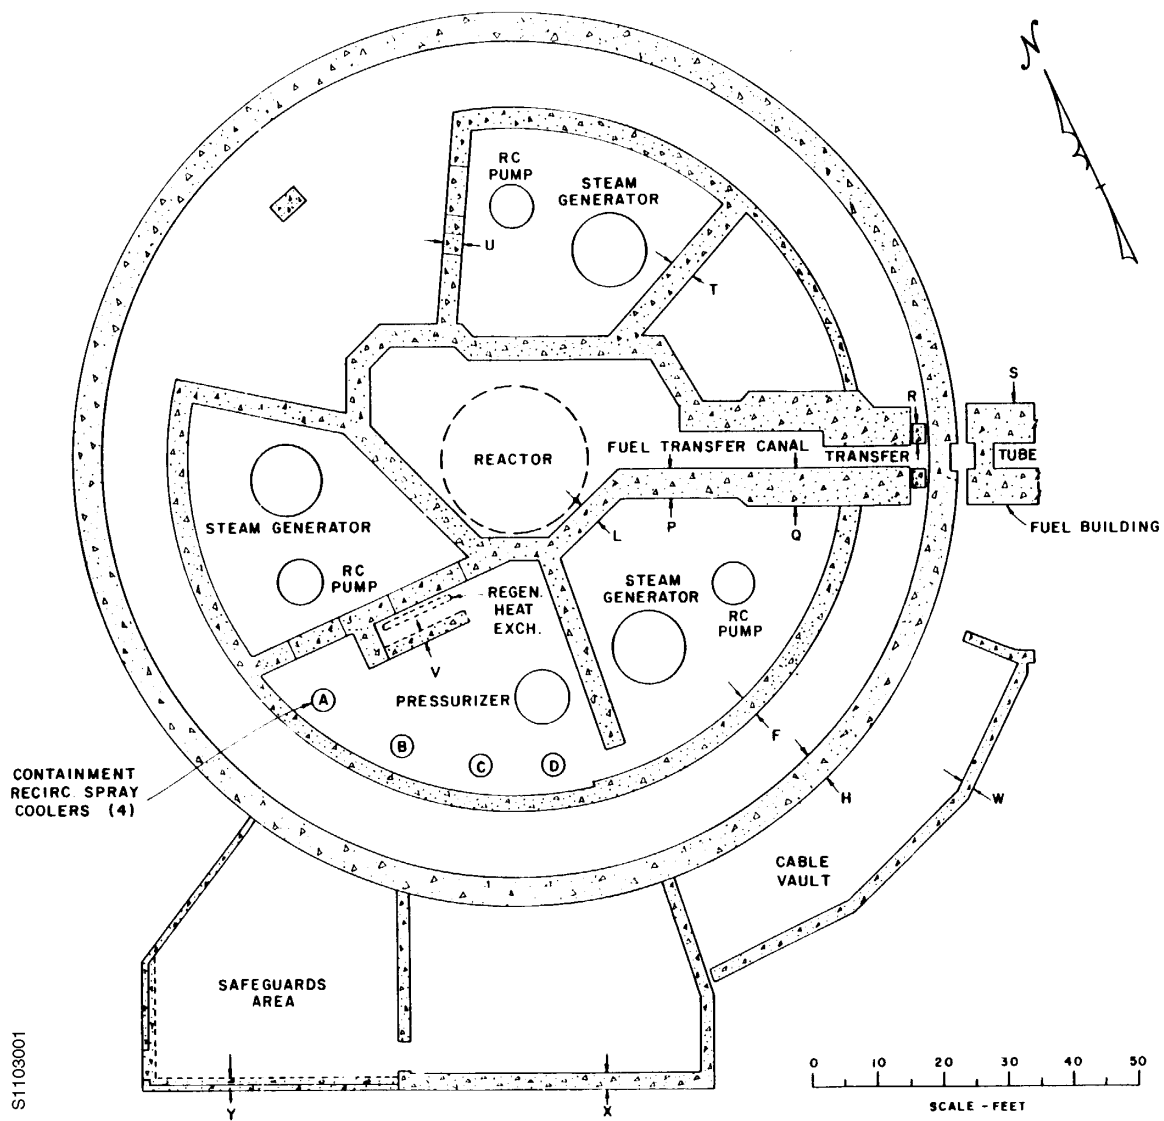 N
RC
PUMP
STEAM
GENERATOR
U
T
S
R
REACTOR
FUEL TRANSFER CANAL
TRANSFER
TUBE
STEAM GENERATOR
L
P
Q
FUEL BUILDING
RC
PUMP
REGEN.
HEAT
EXCH.
STEAM
GENERATOR
RC
PUMP
V
A
PRESSURIZER
B
C
D
F
H
W
CONTAINMENT
RECIRC. SPRAY
COOLERS (4)
CABLE
VAULT
SAFEGUARDS
AREA
Y
X
0 10 20 30 40 50
SCALE - FEET
S1103001